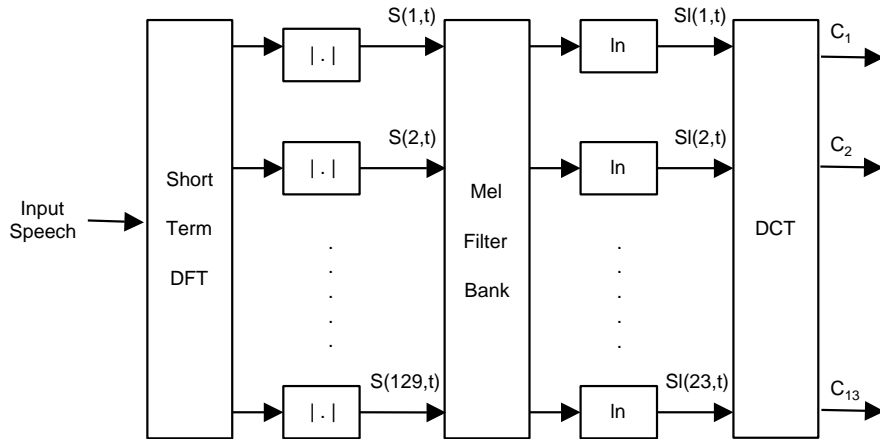 S(1,t)
Sl(1,t)
C1
| . |
ln
S(2,t)
Sl(2,t)
C2
| . |
ln
Short
Term
DFT
Mel
Filter
Bank
DCT
Input
Speech
.
.
.
.
.
.
.
.
.
.
S(129,t)
Sl(23,t)
C13
| . |
ln